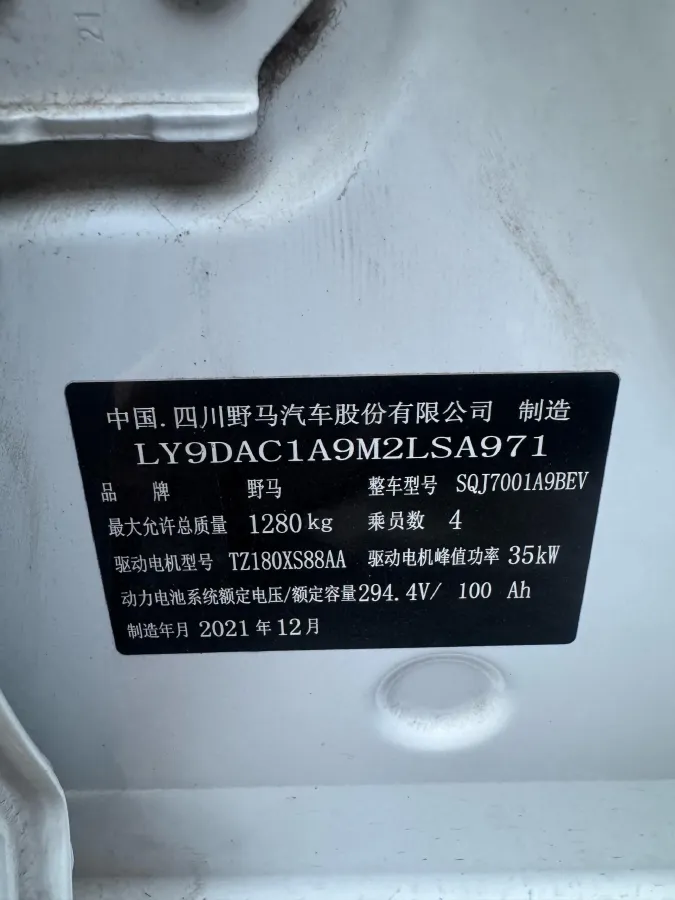 21
中国.四川野马汽车股份有限公司 制造
LY9DAC1A9M2LSA971
品 牌 野马 整车型号 SQJ7001A9BEV
最大允许总质量 1280kg 乘员数 4
驱动电机型号 TZ180XS88AA 驱动电机峰值功率 35kW
动力电池系统额定电压/额定容量294.4V/ 100 Ah
制造年月 2021年12月